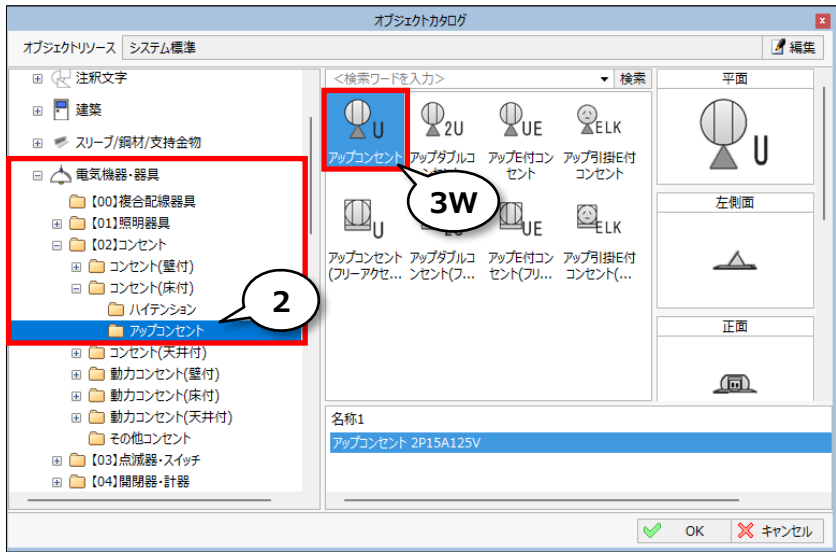 オブジェクトカタログ
オブジェクトリソース システム標準 編集
注釈文字
建築
スリーブ/鋼材/支持金物
電気機器・器具
【00】複合配線器具
【01】照明器具
【02】コンセント
コンセント(壁付)
コンセント(床付)
ハイテンション
アップコンセント
コンセント(天井付)
動力コンセント(壁付)
動力コンセント(床付)
動力コンセント(天井付)
その他コンセント
【03】点滅器・スイッチ
【04】開閉器・計器
2
<検索ワードを入力> 検索
U 2U UE ELK
アップコンセント アップダブルコ アップE付コン アップ引掛E付
セント コンセント
3W
U UE ELK
アップコンセント アップダブルコ アップE付コン アップ引掛E付
(フリーアクセ... ンセント(フ... セント(フリ... コンセント(...
名称1
アップコンセント 2P15A125V
平面
U
左側面
正面
OK キャンセル